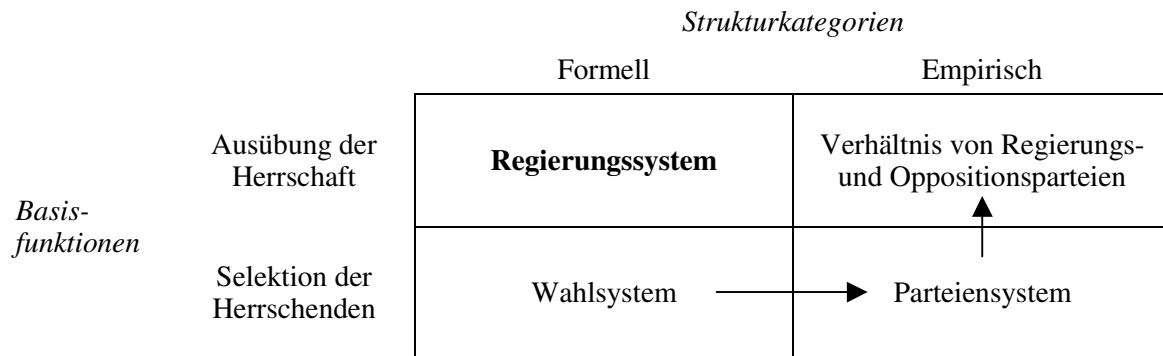 Strukturkategorien
Formell Empirisch
Ausübung der
Herrschaft
Regierungssystem
Verhältnis von Regierungs-
und Oppositionsparteien
Basis-
funktionen
Selektion der
Herrschenden
Wahlsystem
Parteiensystem